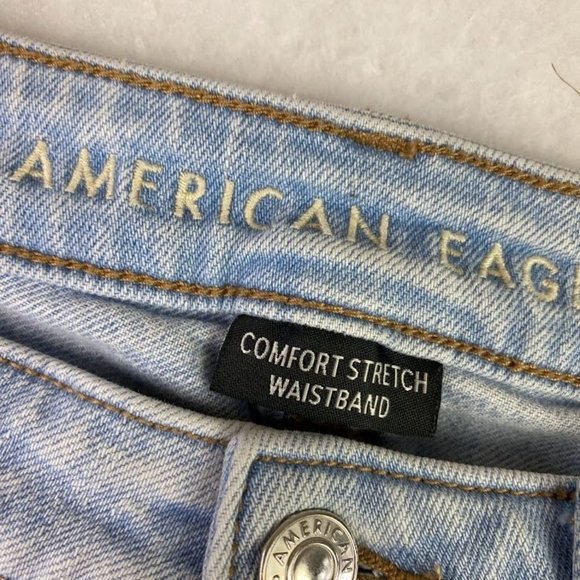 AMERICAN EAG
COMFORT STRETCH
WAISTBAND
AMERICAN